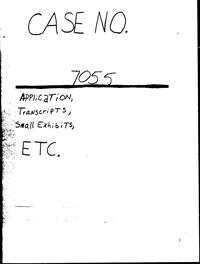 CASE NO.
7055
APPLICATION,
TranscripTs,
Small ExhibiTs,
ETC.